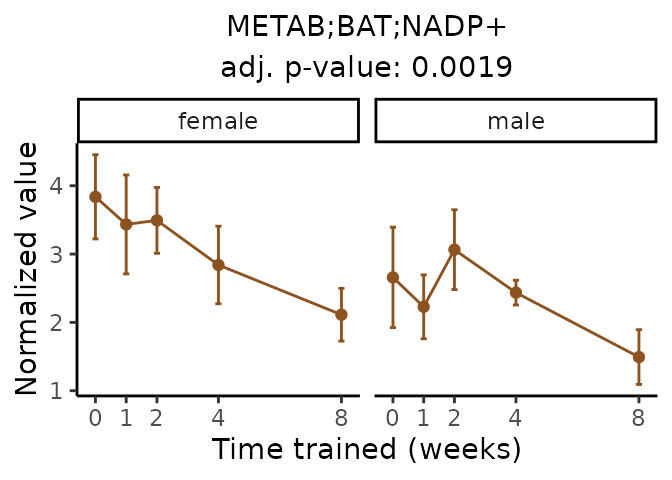 METAB;BAT;NADP+
adj. p-value: 0.0019
female
male
Normalized value
4
3
2
1
0 1 2 4 8
0 1 2 4 8
Time trained (weeks)